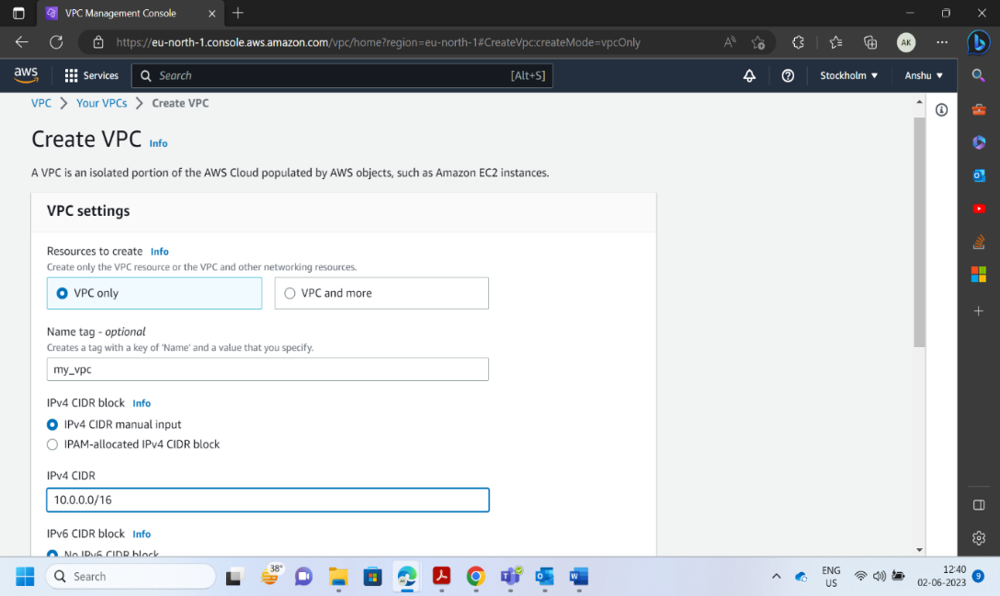 VPC Management Console
https://eu-north-1.console.aws.amazon.com/vpc/home?region=eu-north-1#CreateVpc:createMode=vpcOnly
AK
aws
Services
Search
[Alt+S]
Stockholm
Anshu
VPC > Your VPCs > Create VPC
Create VPC Info
A VPC is an isolated portion of the AWS Cloud populated by AWS objects, such as Amazon EC2 instances.
VPC settings
Resources to create Info
Create only the VPC resource or the VPC and other networking resources.
VPC only
VPC and more
Name tag - optional
Creates a tag with a key of 'Name' and a value that you specify.
my_vpc
IPv4 CIDR block Info
IPv4 CIDR manual input
IPAM-allocated IPv4 CIDR block
IPv4 CIDR
10.0.0.0/16
IPv6 CIDR block Info
No IPv6 CIDR block
Search
38°
ENG
US
12:40
02-06-2023
9